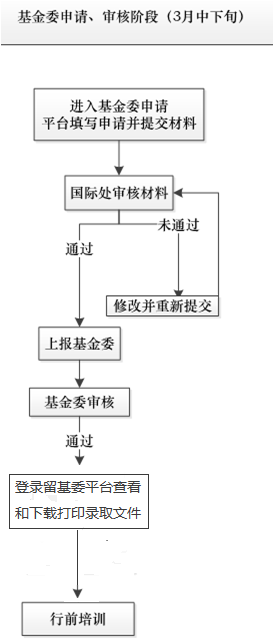 基金委申请、审核阶段（3月中下旬）
进入基金委申请
平台填写申请并提交材料
国际处审核材料
未通过
通过
修改并重新提交
上报基金委
基金委审核
通过
登录留基委平台查看
和下载打印录取文件
行前培训